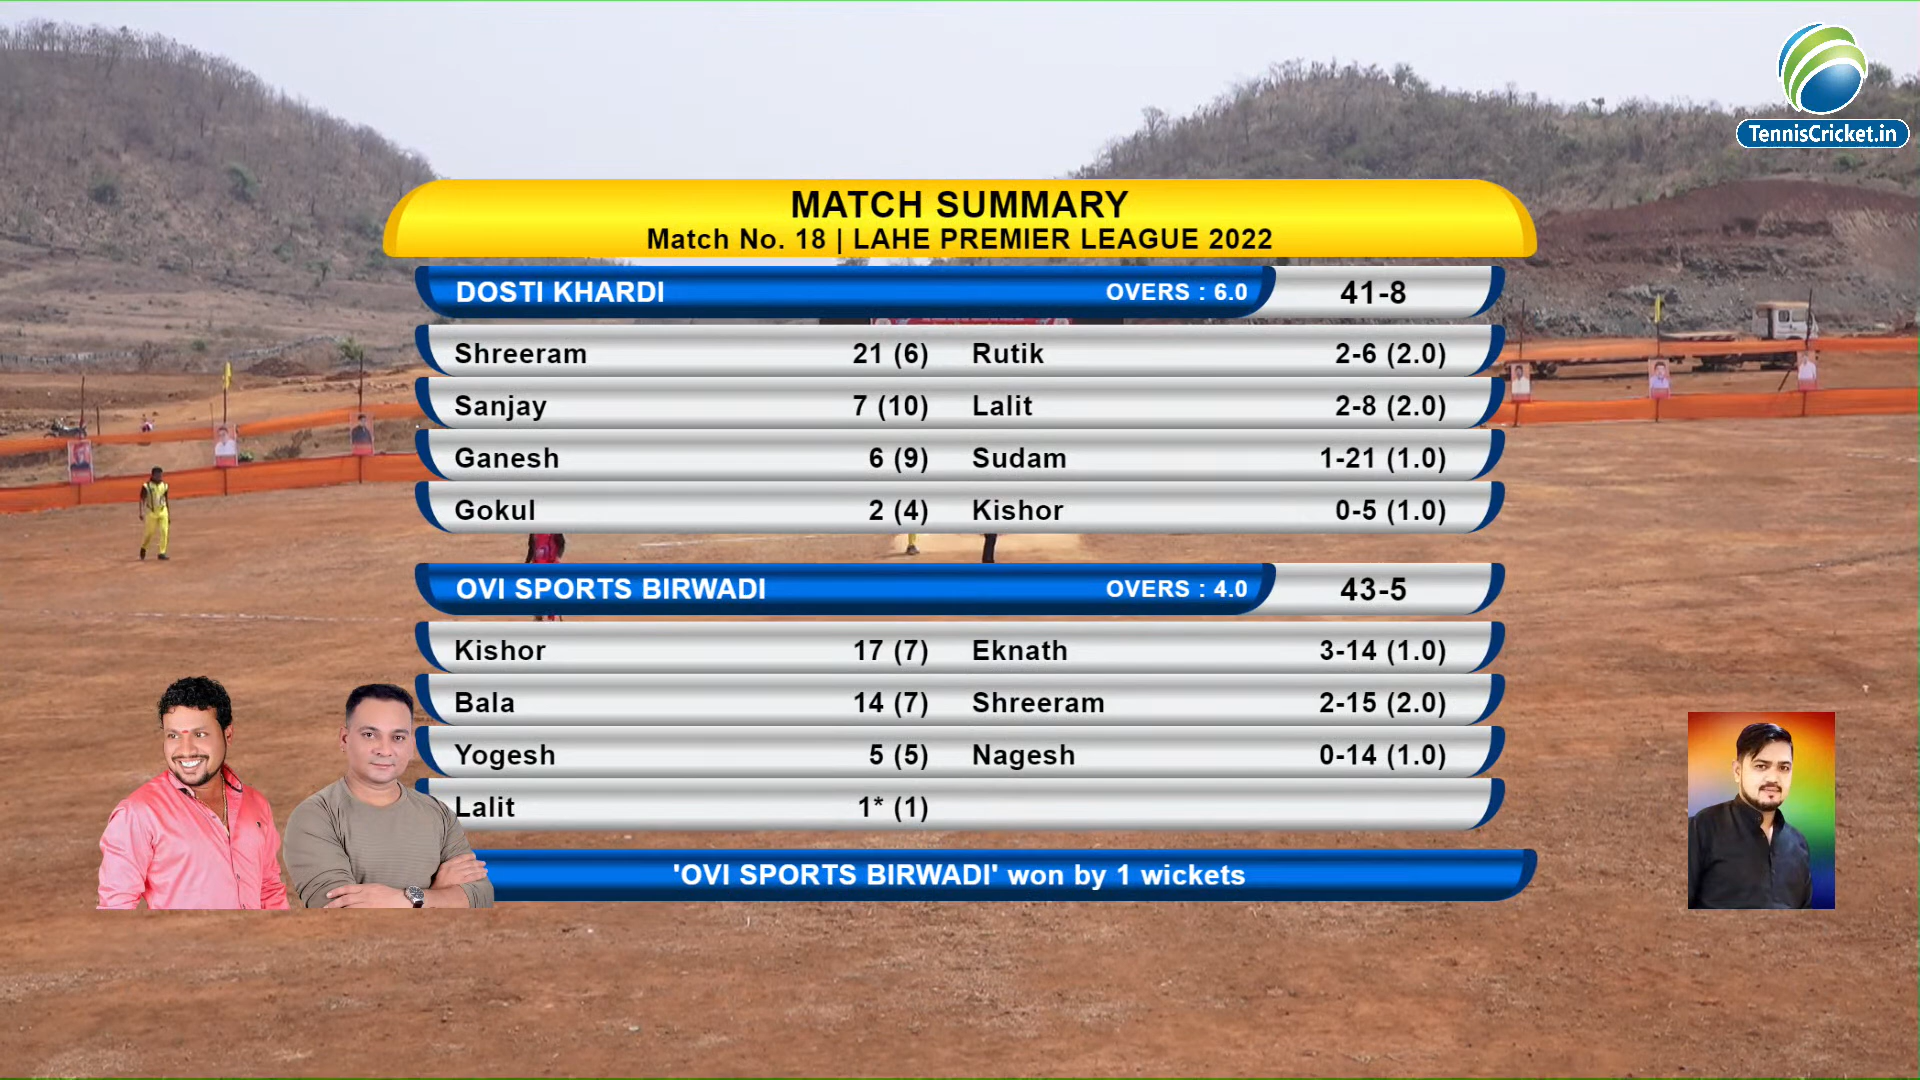 TennisCricket.in
MATCH SUMMARY
Match No. 18 | LAHE PREMIER LEAGUE 2022
DOSTI KHARDI OVERS : 6.0 41-8
Shreeram 21 (6) Rutik 2-6 (2.0)
Sanjay 7 (10) Lalit 2-8 (2.0)
Ganesh 6 (9) Sudam 1-21 (1.0)
Gokul 2 (4) Kishor 0-5 (1.0)
OVI SPORTS BIRWADI OVERS : 4.0 43-5
Kishor 17 (7) Eknath 3-14 (1.0)
Bala 14 (7) Shreeram 2-15 (2.0)
Yogesh 5 (5) Nagesh 0-14 (1.0)
Lalit 1* (1)
'OVI SPORTS BIRWADI' won by 1 wickets